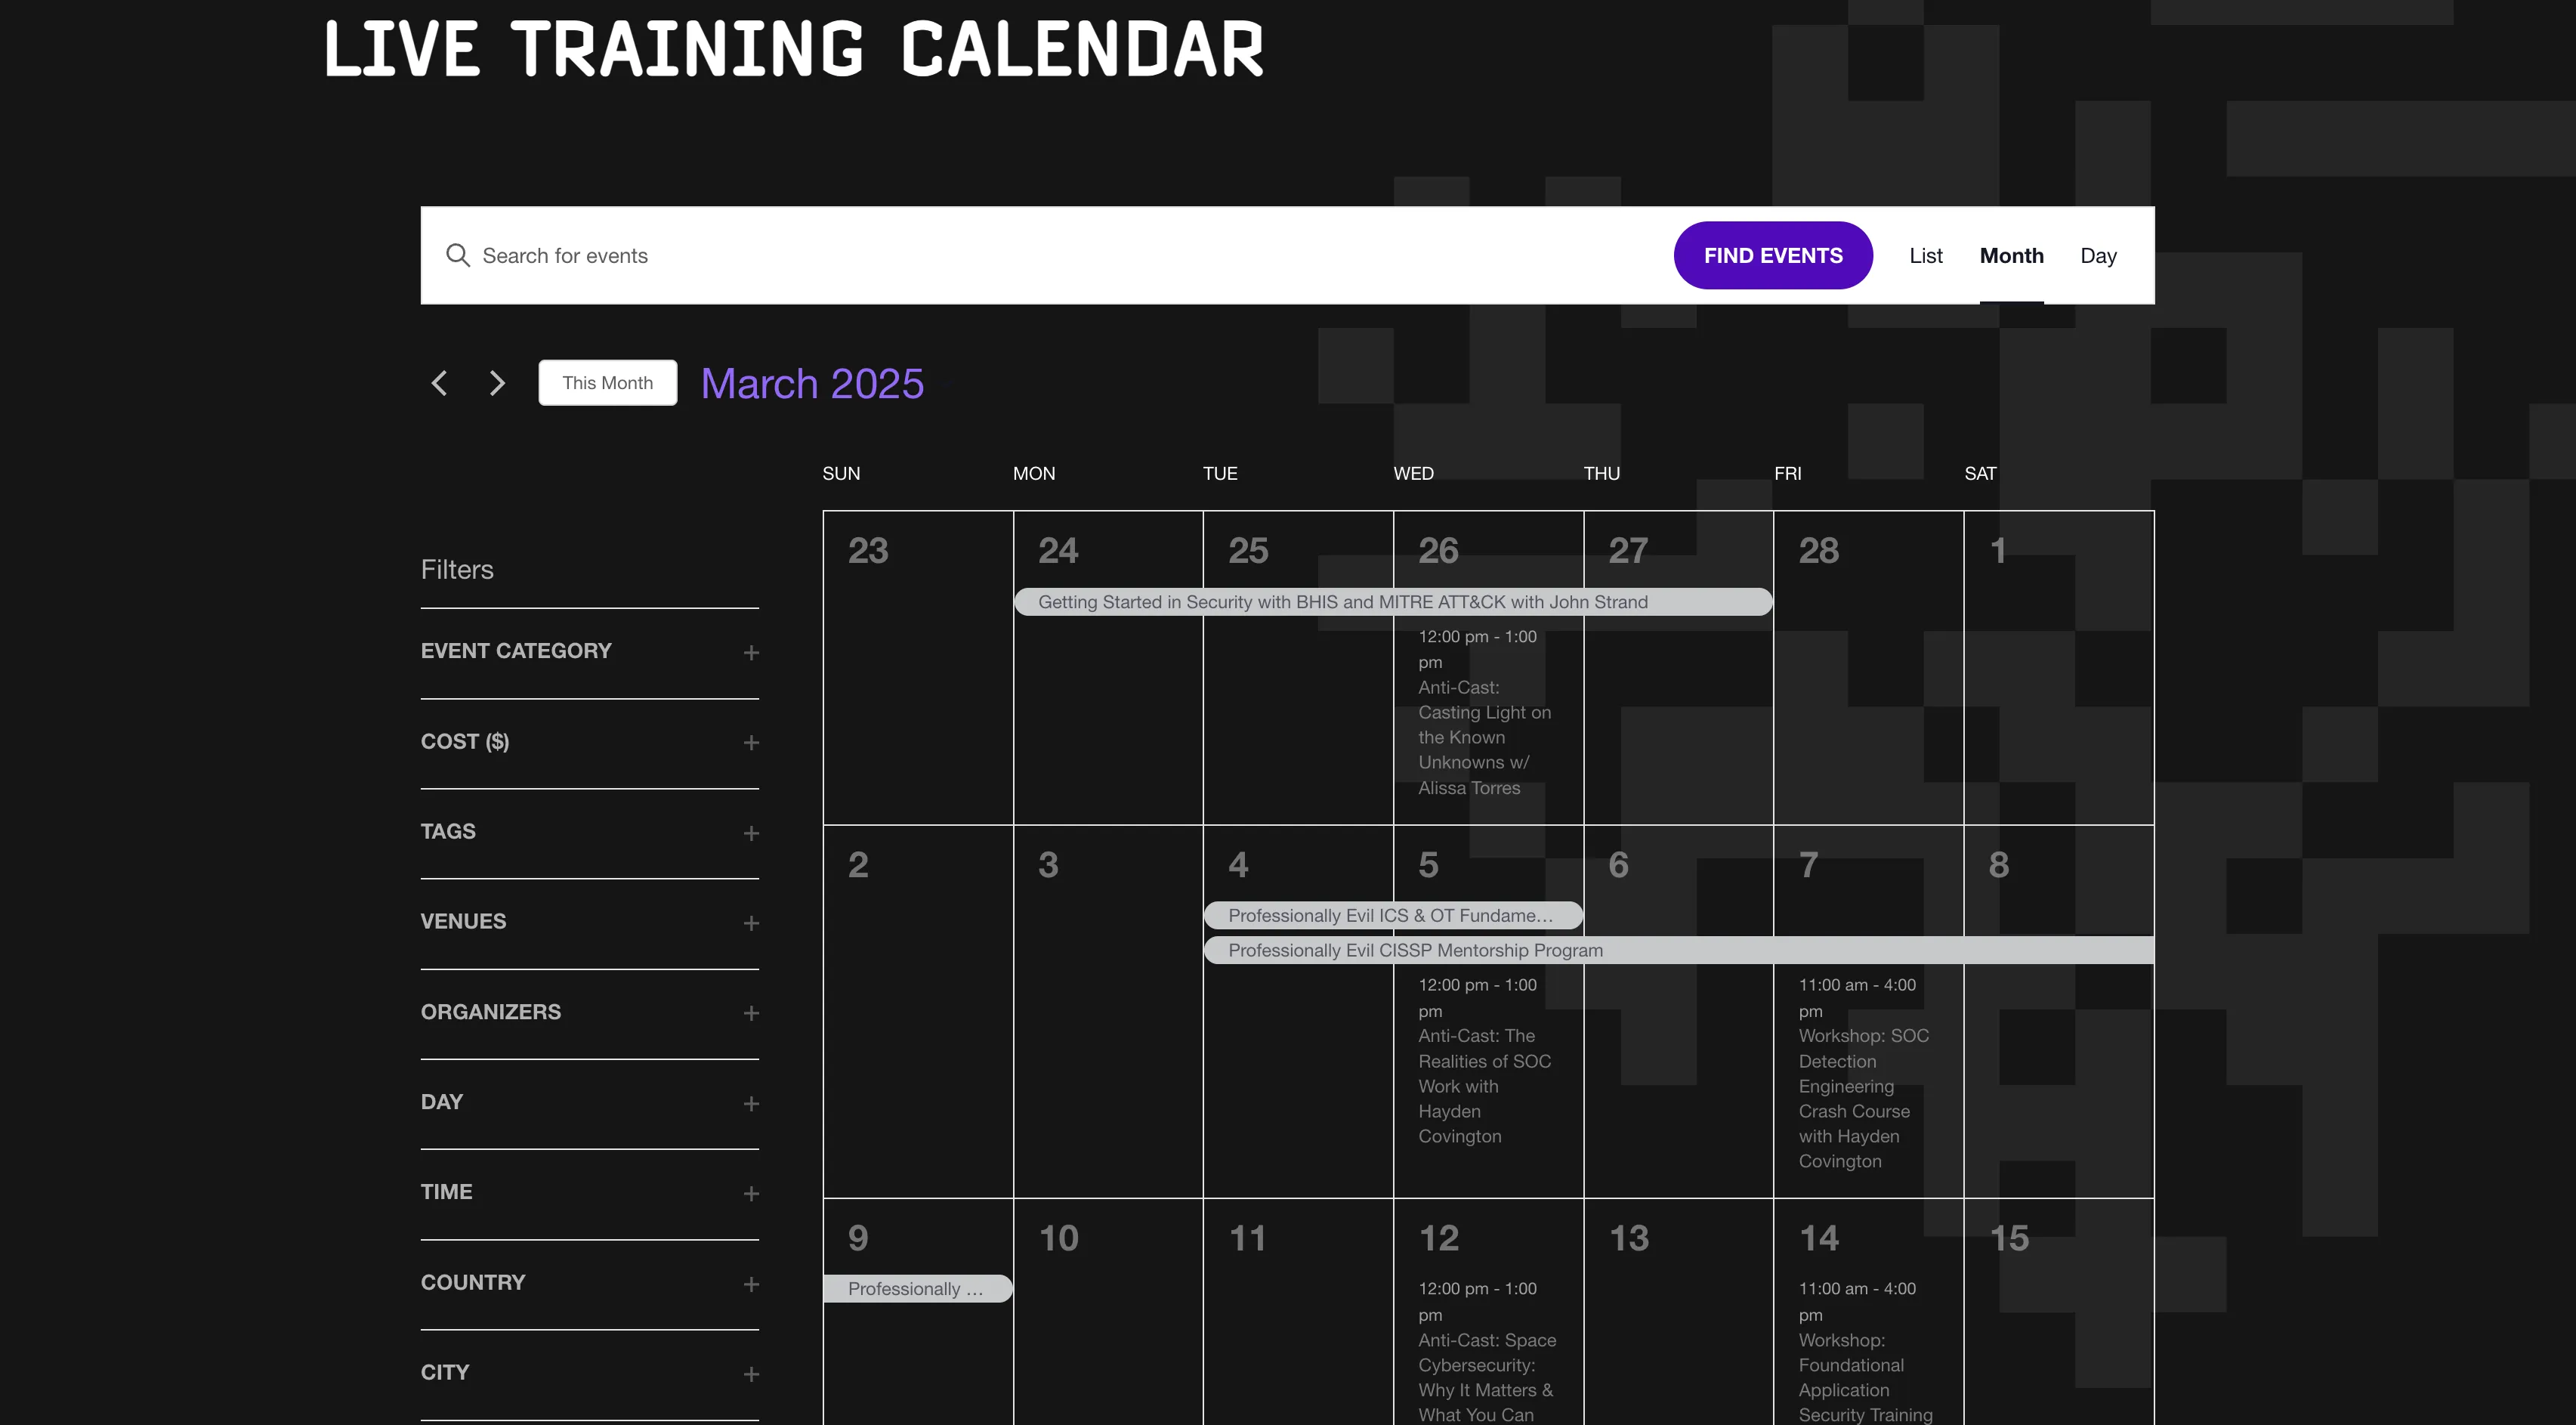 LIVE TRAINING CALENDAR
Search for events
FIND EVENTS
List
Month
Day
This Month
March 2025
SUN
MON
TUE
WED
THU
FRI
SAT
Filters
EVENT CATEGORY
+
COST ($)
+
TAGS
+
VENUES
+
ORGANIZERS
+
DAY
+
TIME
+
COUNTRY
+
CITY
+
23
24
25
26
27
28
1
Getting Started in Security with BHIS and MITRE ATT&CK with John Strand
12:00 pm - 1:00
pm
Anti-Cast:
Casting Light on
the Known
Unknowns w/
Alissa Torres
2
3
4
5
6
7
8
Professionally Evil ICS & OT Fundame…
Professionally Evil CISSP Mentorship Program
12:00 pm - 1:00
pm
Anti-Cast: The
Realities of SOC
Work with
Hayden
Covington
11:00 am - 4:00
pm
Workshop: SOC
Detection
Engineering
Crash Course
with Hayden
Covington
9
10
11
12
13
14
15
Professionally …
12:00 pm - 1:00
pm
Anti-Cast: Space
Cybersecurity:
Why It Matters &
What You Can
11:00 am - 4:00
pm
Workshop:
Foundational
Application
Security Training